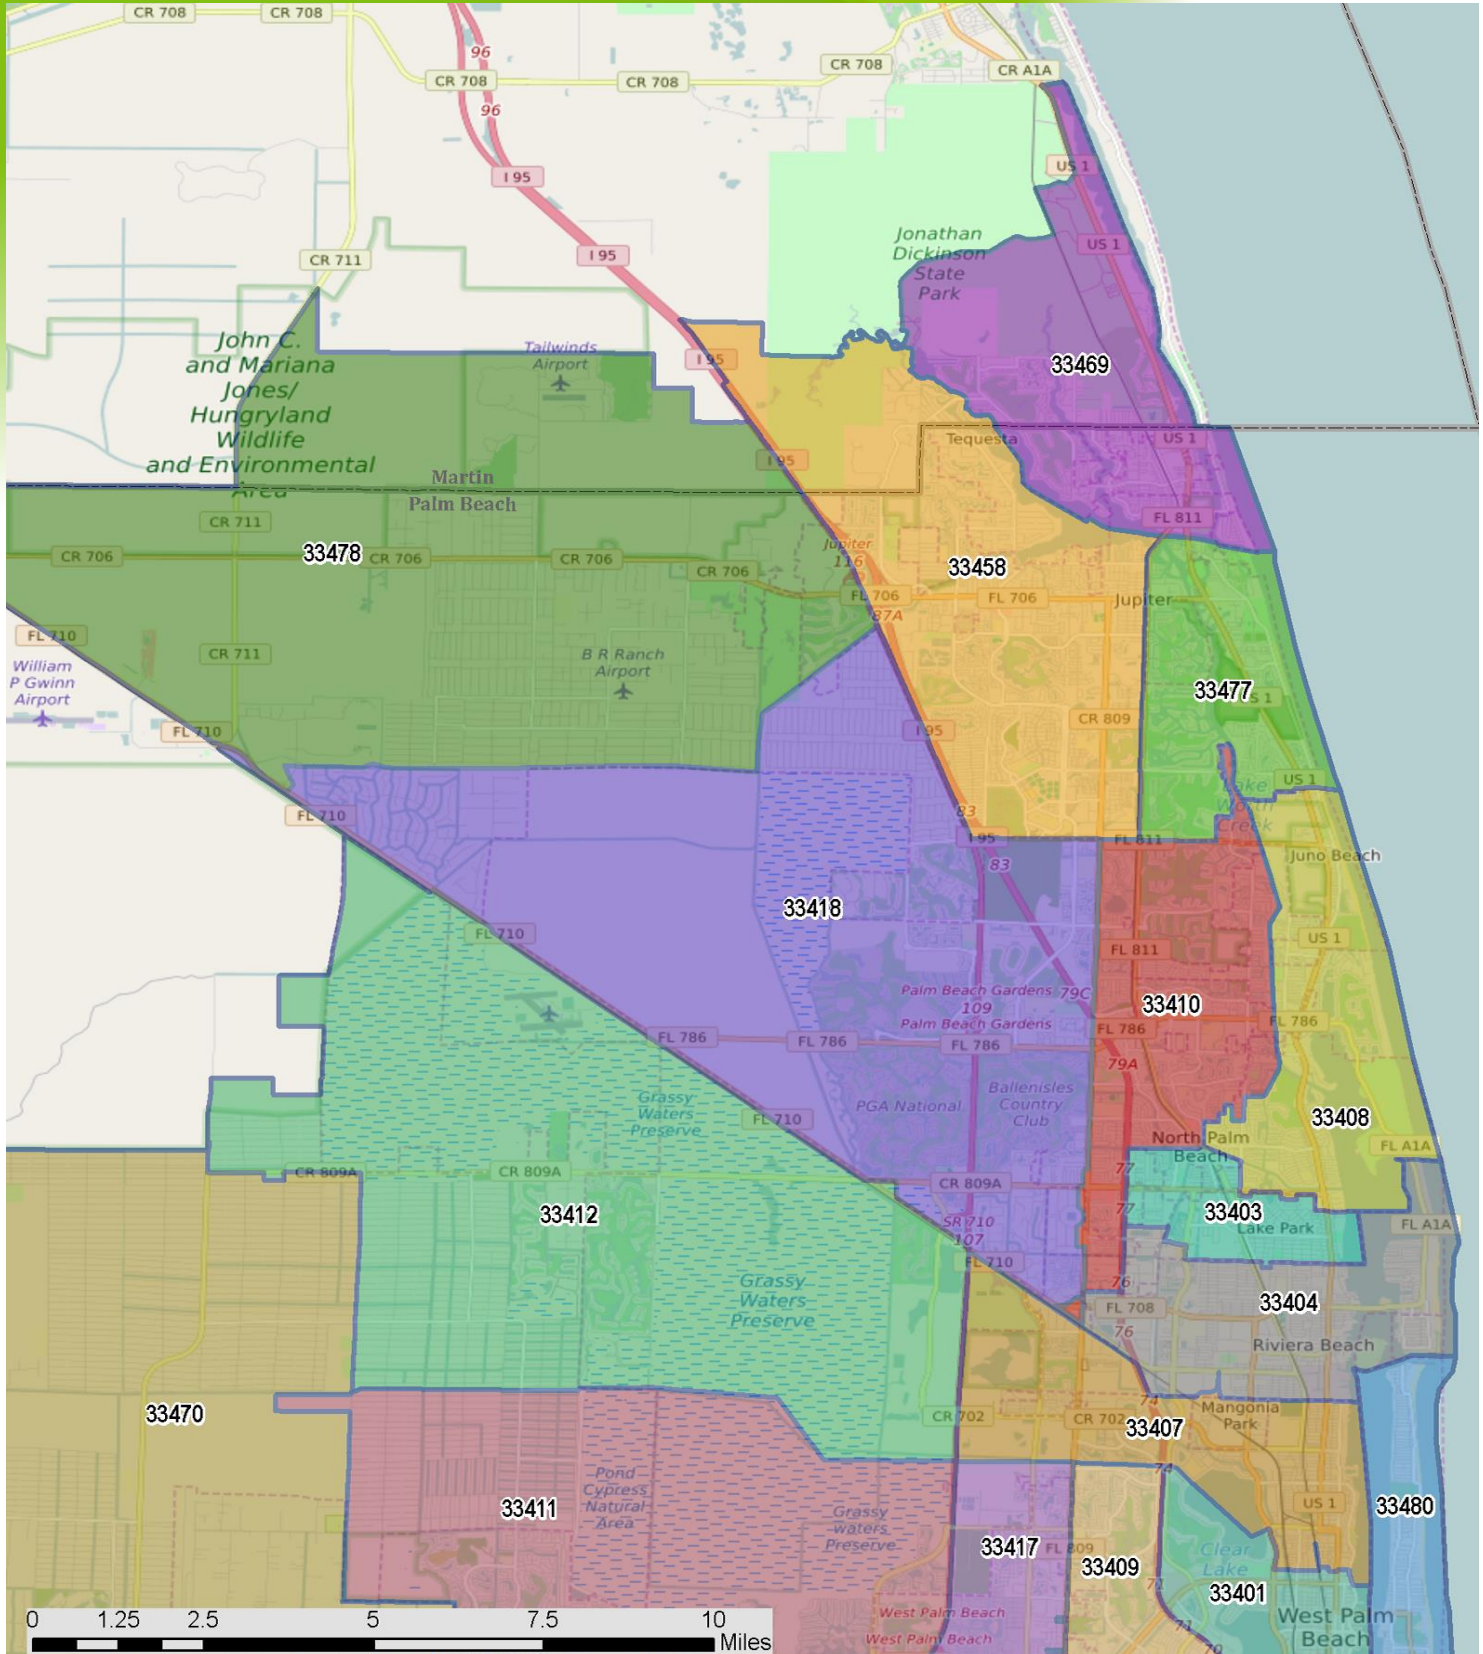 CR 708
CR 708
96
CR 708
CR 708
CR 708
CR A1A
96
I 95
US 1
Jonathan
Dickinson
State
Park
US 1
I 95
CR 711
John C.
and Mariana
Jones/
Hungryland
Wildlife
and Environmental
Area
Tailwinds
Airport
I 95
33469
Tequesta
US 1
I 95
Martin
Palm Beach
CR 711
FL 811
CR 706
33478
CR 706
CR 706
CR 706
Jupiter
116
33458
FL 706
87A
FL 706
Jupiter
FL 710
CR 711
William
P Gwinn
Airport
B R Ranch
Airport
33477
US 1
FL 710
I 95
CR 809
US 1
Lake
Worth
Creek
FL 710
83
I 95
FL 811
83
Juno Beach
33418
FL 710
US 1
FL 811
Palm Beach Gardens
109
Palm Beach Gardens
79C
33410
FL 786
FL 786
FL 786
FL 786
FL 786
79A
Grassy
Waters
Preserve
FL 710
PGA National
Ballenisles
Country
Club
33408
North Palm
Beach
FL A1A
CR 809A
CR 809A
CR 809A
77
77
33412
SR 710
107
33403
Lake Park
FL A1A
FL 710
76
Grassy
Waters
Preserve
33404
FL 708
76
Riviera Beach
33470
CR 702
CR 702
74
33407
Mangonia
Park
74
Pond
Cypress
Natural
Area
33411
Grassy
waters
Preserve
US 1
33480
33417
FL 809
33409
Clear
Lake
71
33401
West Palm Beach
West Palm Beach
71
70
West Palm
Beach
0 1.25 2.5 5 7.5 10
Miles